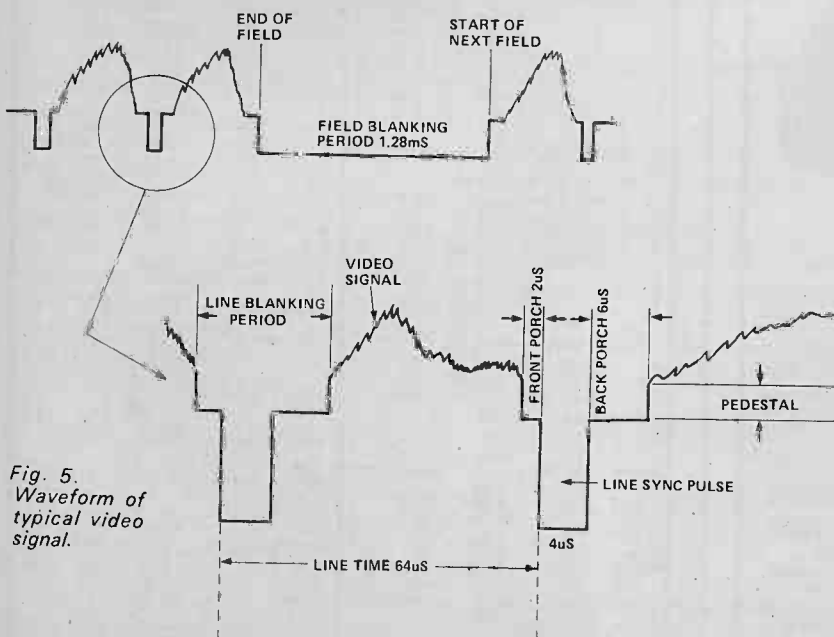 END OF
FIELD
START OF
NEXT FIELD
FIELD BLANKING
PERIOD 1.28mS
VIDEO
SIGNAL
LINE BLANKING
PERIOD
FRONT PORCH 2uS
BACK PORCH 6uS
PEDESTAL
LINE SYNC PULSE
4uS
Fig. 5.
Waveform of
typical video
signal.
LINE TIME 64uS